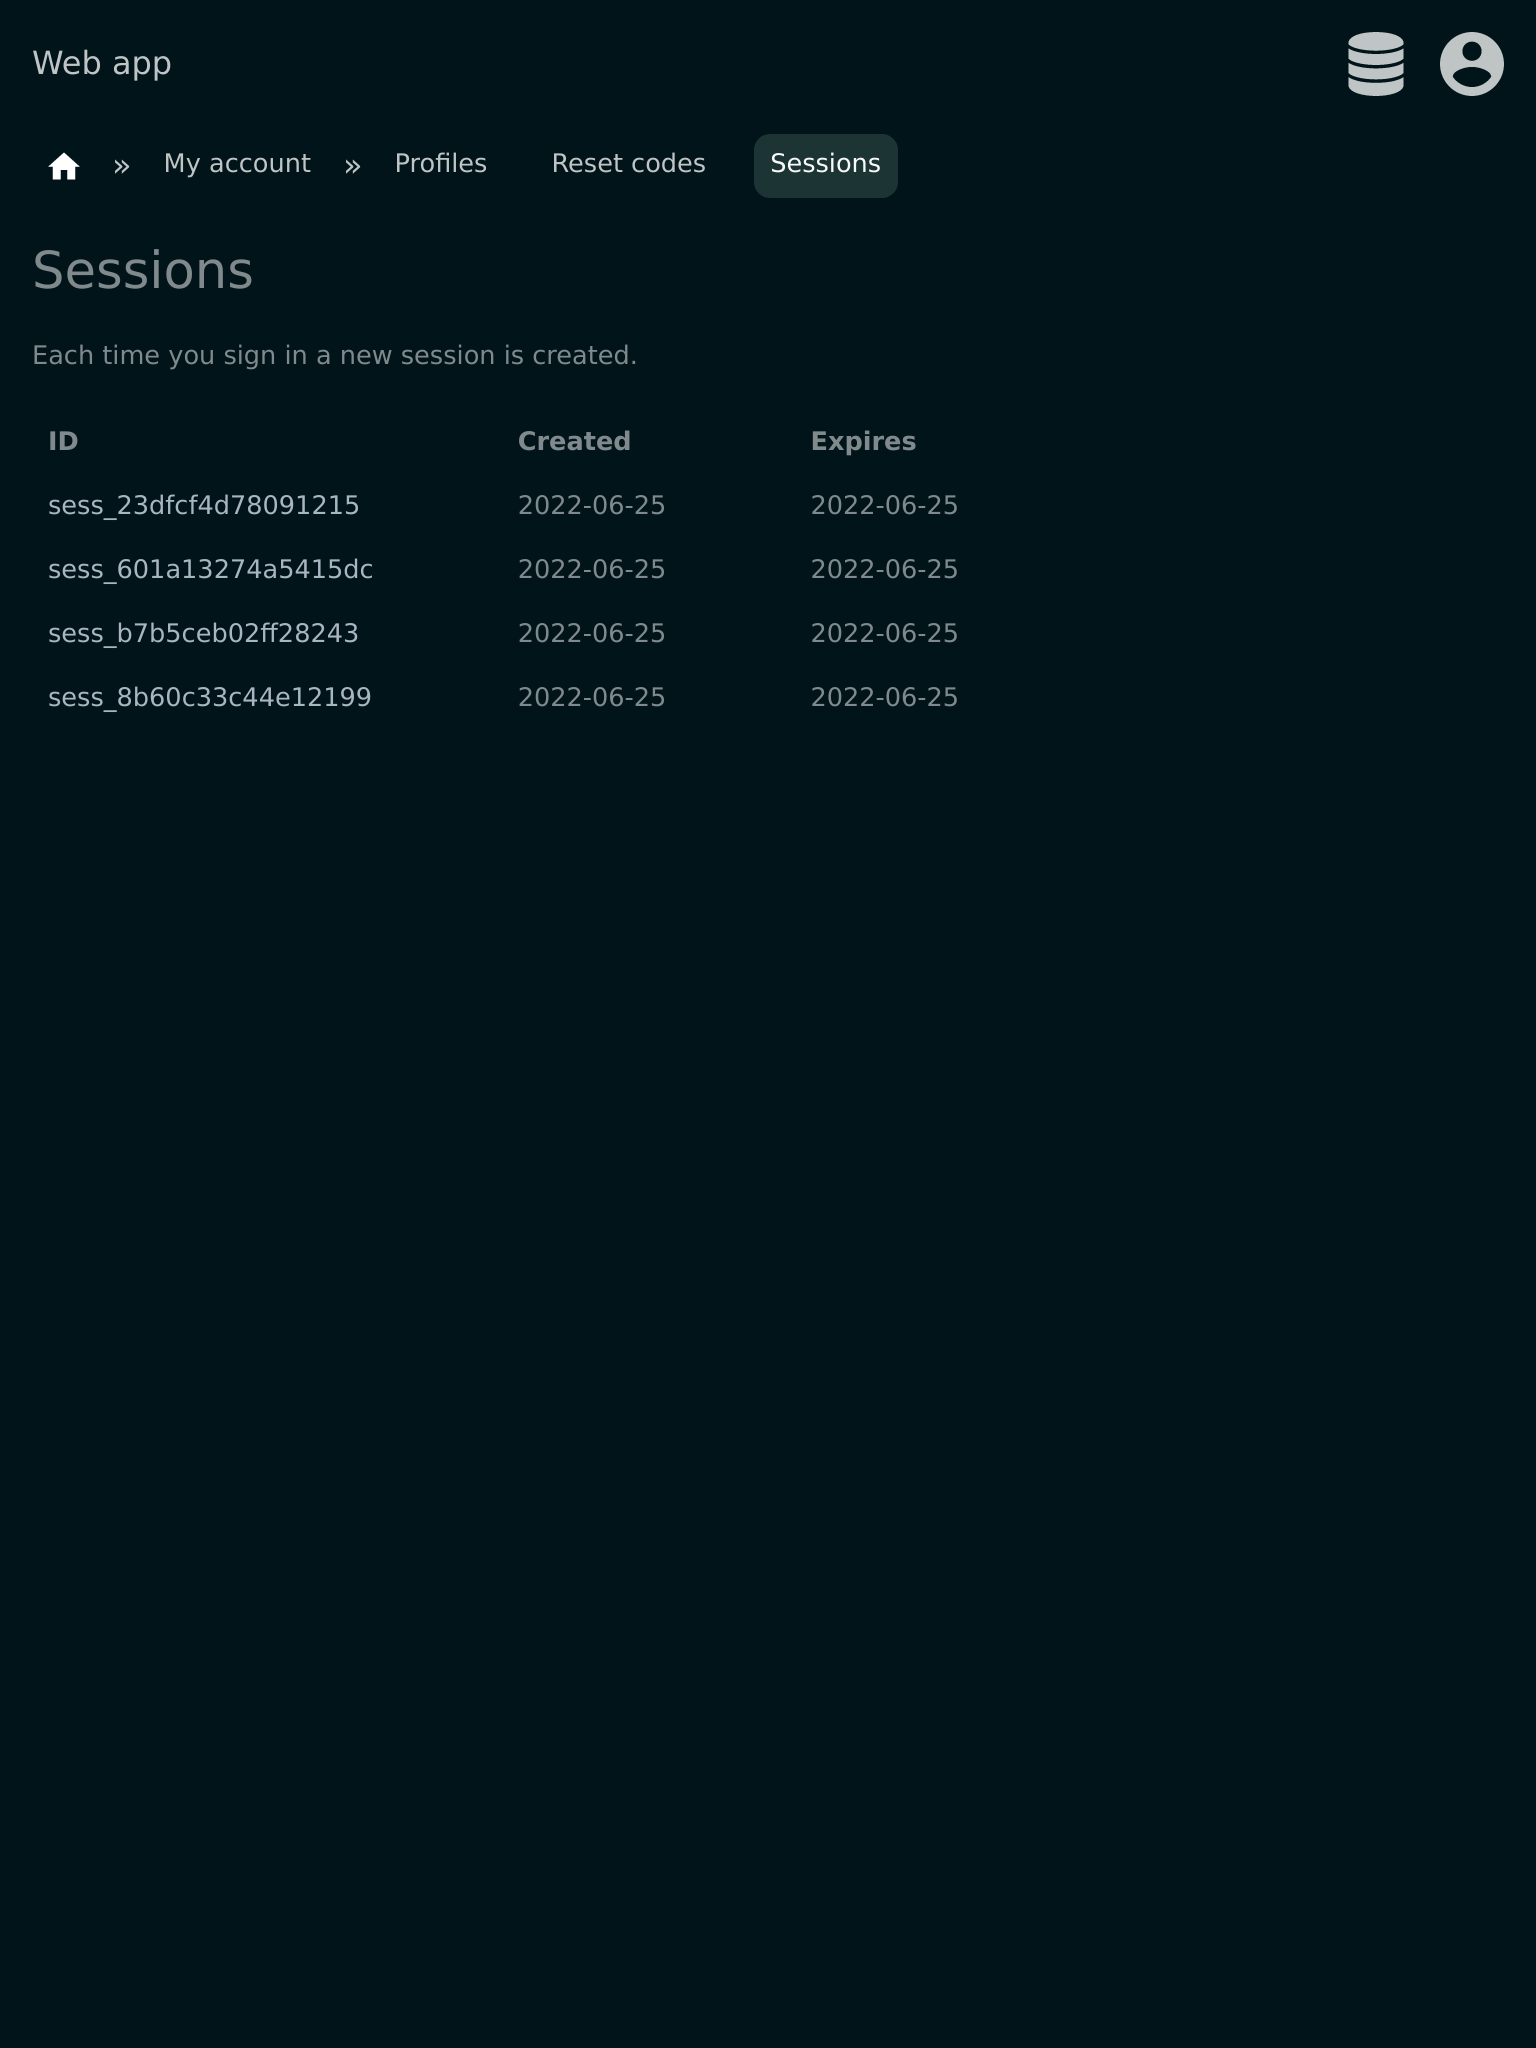 Web app
» My account » Profiles Reset codes Sessions
Sessions
Each time you sign in a new session is created.
ID Created Expires
sess_23dfcf4d78091215 2022-06-25 2022-06-25
sess_601a13274a5415dc 2022-06-25 2022-06-25
sess_b7b5ceb02ff28243 2022-06-25 2022-06-25
sess_8b60c33c44e12199 2022-06-25 2022-06-25